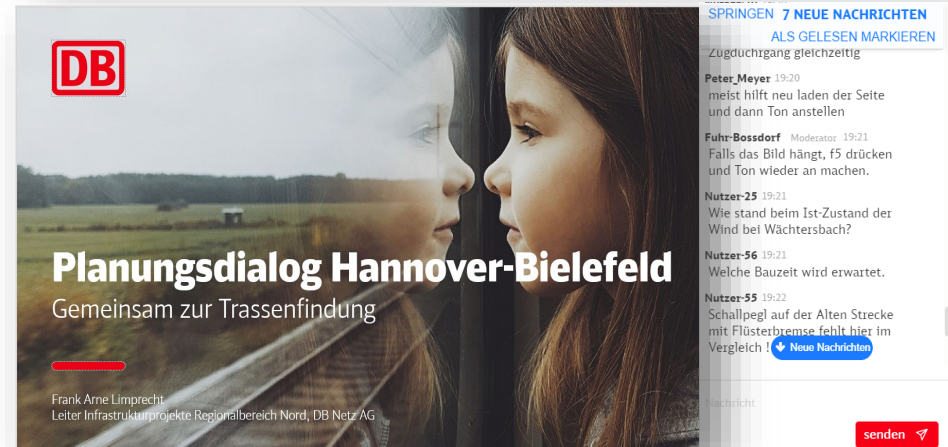 DB
Planungsdialog Hannover-Bielefeld
Gemeinsam zur Trassenfindung
Frank Arne Limprecht
Leiter Infrastrukturprojekte Regionalbereich Nord, DB Netz AG
SPRINGEN 7 NEUE NACHRICHTEN
ALS GELESEN MARKIEREN
Zugduchrgang gleichzeitig
Peter_Meyer 19:20
meist hilft neu laden der Seite
und dann Ton anstellen
Fuhr-Bossdorf Moderator 19:21
Falls das Bild hängt, f5 drücken
und Ton wieder an machen.
Nutzer-25 19:21
Wie stand beim Ist-Zustand der
Wind bei Wächtersbach?
Nutzer-56 19:21
Welche Bauzeit wird erwartet.
Nutzer-55 19:22
Schallpegl auf der Alten Strecke
mit Flüsterbremse fehlt hier im
Vergleich ! Neue Nachrichten
Nachricht
senden